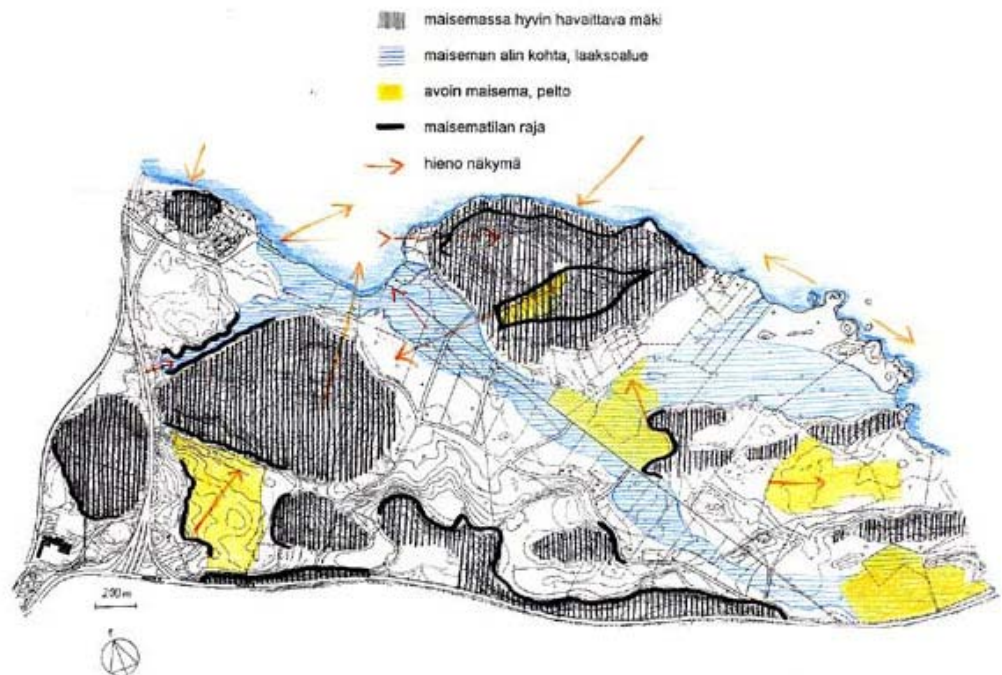 maisemassa hyvin havaittava mäki
maiseman alin kohta, laaksoalue
avoin maisema, pelto
maisematilan raja
hieno näkymä
200 m